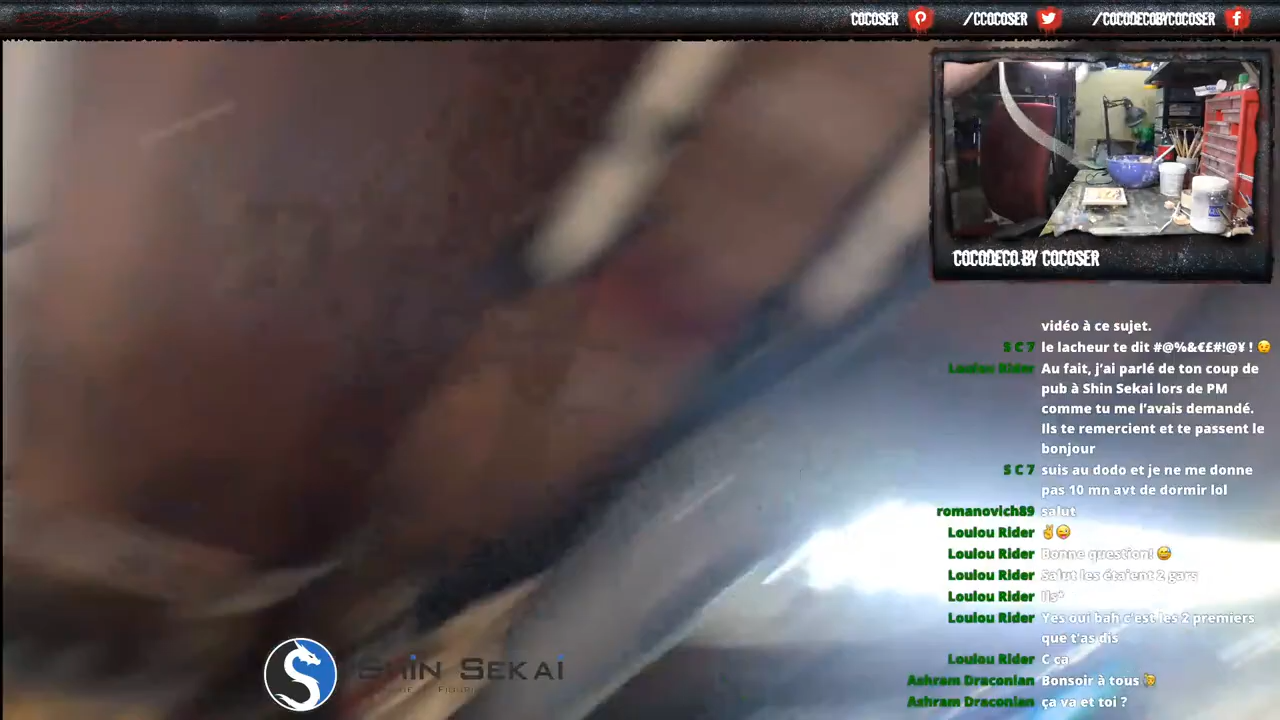 COCOSER
/CCOCOSER
/COCODECOBYCOCOSER
COCODECO BY COCOSER
vidéo à ce sujet.
S C 7 le lacheur te dit #@%&€£#!@¥ ! 😉
Loulou Rider Au fait, j’ai parlé de ton coup de
pub à Shin Sekai lors de PM
comme tu me l’avais demandé.
Ils te remercient et te passent le
bonjour
S C 7 suis au dodo et je ne me donne
pas 10 mn avt de dormir lol
romanovich89 salut
Loulou Rider ✌😜
Loulou Rider Bonne question! 😅
Loulou Rider Salut les étaient 2 gars
Loulou Rider Ils*
Loulou Rider Yes oui bah c'est les 2 premiers
que t'as dis
Loulou Rider C ca
Ashram Draconian Bonsoir à tous
Ashram Draconian ça va et toi ?
SHIN SEKAI